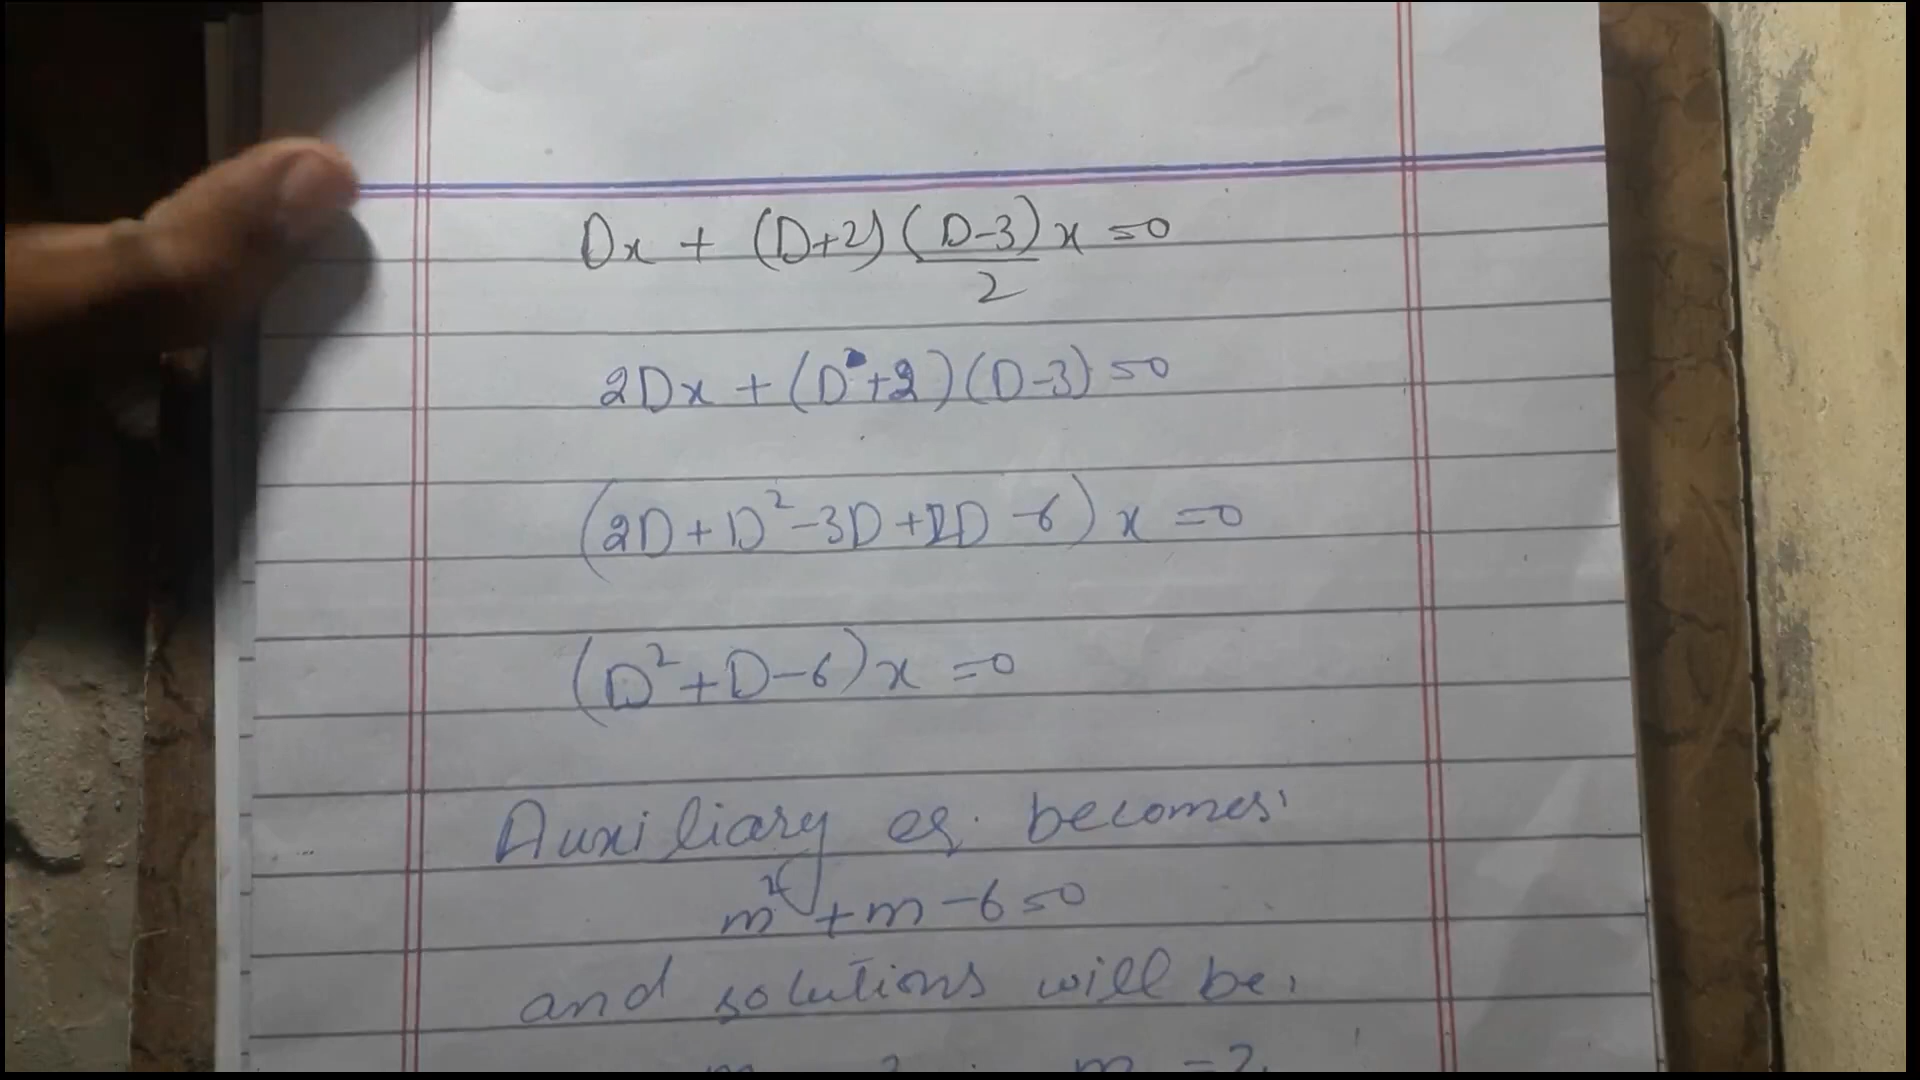 Dx + (D+2) (D-3)/2 x = 0
2Dx + (D+2)(D-3) = 0
(2D + D² - 3D + 2D - 6) x = 0
(D² + D - 6) x = 0
Auxiliary eq. becomes
m² + m - 6 = 0
and solutions will be,